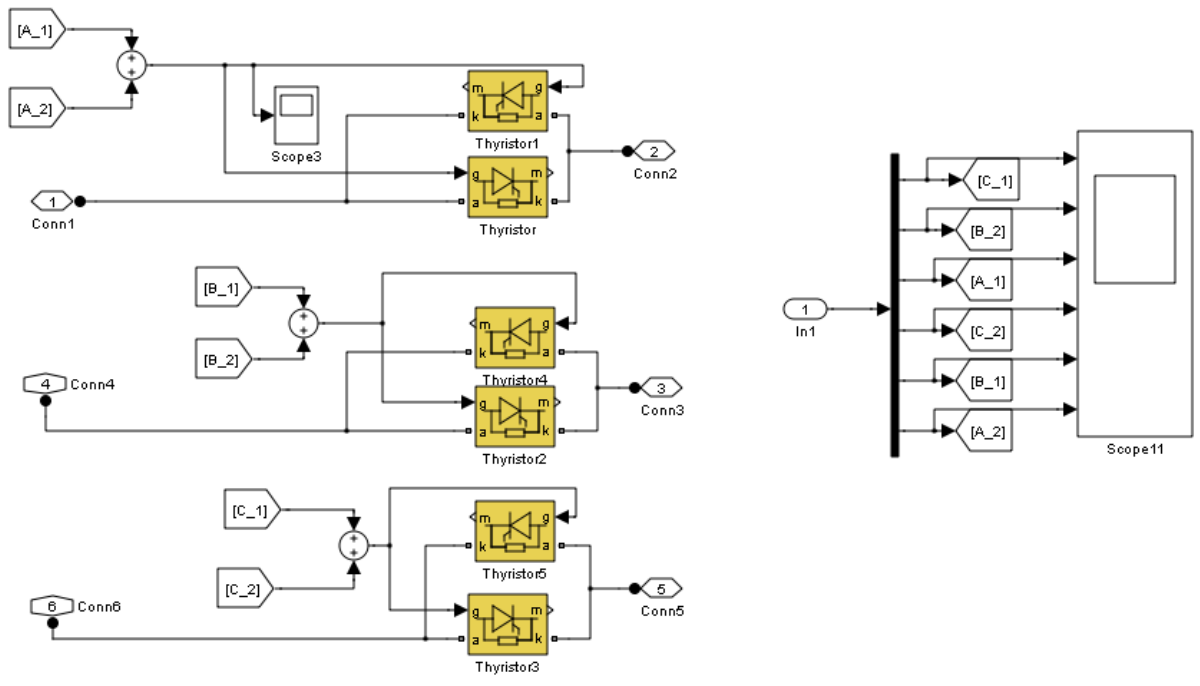 [A_1]
[A_2]
Scope3
m
g
k
a
Thyristor1
g
m
a
k
Thyristor
2
Conn2
1
Conn1
[B_1]
[B_2]
m
g
k
a
Thyristor4
g
m
a
k
Thyristor2
4
Conn4
3
Conn3
[C_1]
[C_2]
m
g
k
a
Thyristor5
g
m
a
k
Thyristor3
6
Conn6
5
Conn5
1
In1
[C_1]
[B_2]
[A_1]
[C_2]
[B_1]
[A_2]
Scope11